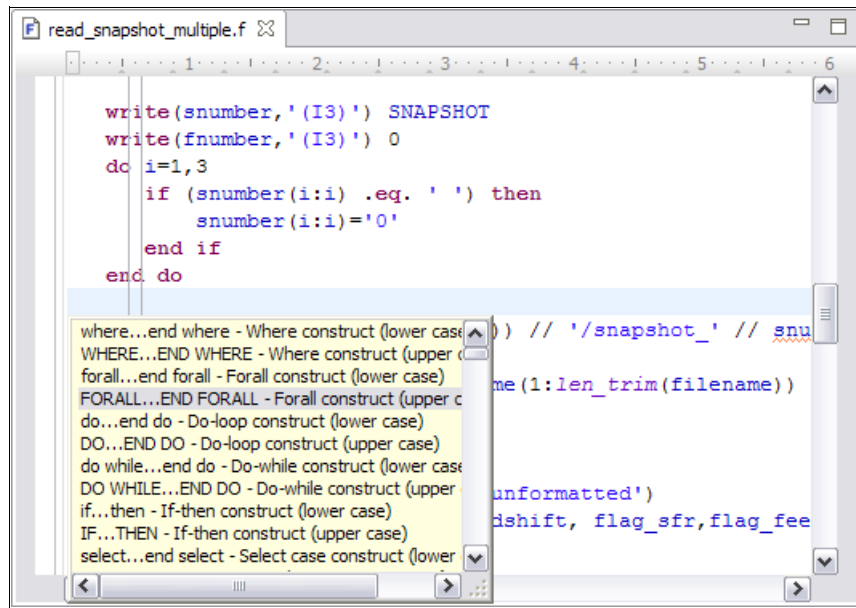 read_snapshot_multiple.f
1 2 3 4 5 6
write(snumber,'(I3)') SNAPSHOT
write(fnumber,'(I3)') 0
do i=1,3
if (snumber(i:i) .eq. ' ') then
snumber(i:i)='0'
end if
end do
)) // '/snapshot_' // snu
me(1:len_trim(filename))
unformatted')
dshift, flag_sfr,flag_fee
where...end where - Where construct (lower case
WHERE...END WHERE - Where construct (upper c
forall...end forall - Forall construct (lower case)
FORALL...END FORALL - Forall construct (upper c
do...end do - Do-loop construct (lower case)
DO...END DO - Do-loop construct (upper case)
do while...end do - Do-while construct (lower case
DO WHILE...END DO - Do-while construct (upper
if...then - If-then construct (lower case)
IF...THEN - If-then construct (upper case)
select...end select - Select case construct (lower